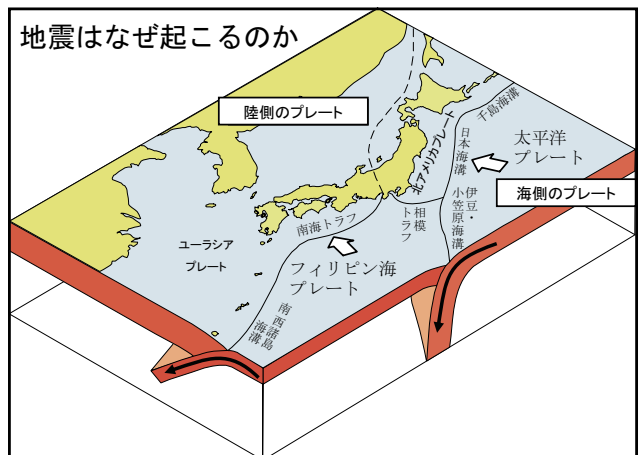 地震はなぜ起こるのか
陸側のプレート
千島海溝
北アメリカプレート
日本海溝
太平洋
プレート
海側のプレート
伊豆・
小笠原海溝
相模
トラフ
南海トラフ
ユーラシア
プレート
フィリピン海
プレート
南西諸島
海溝